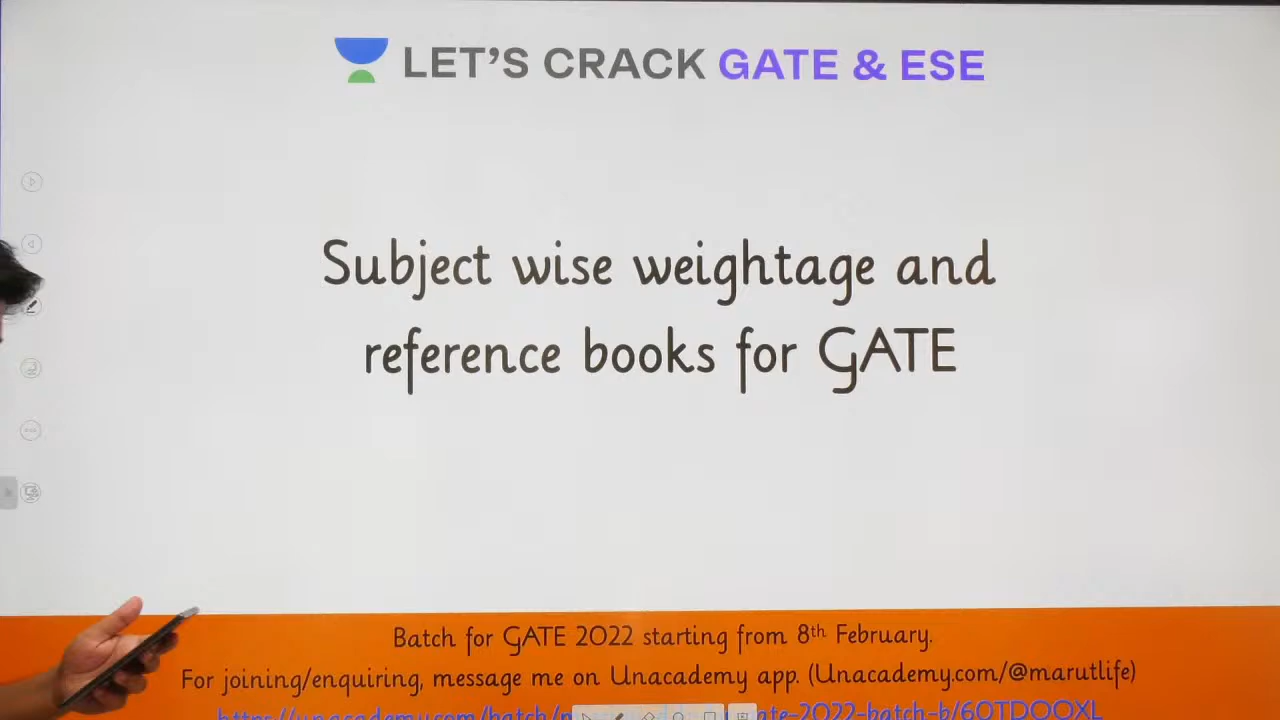 LET'S CRACK GATE & ESE
Subject wise weightage and
reference books for GATE
Batch for GATE 2022 starting from 8th February.
For joining/enquiring, message me on Unacademy app. (Unacademy.com/@marutlife)